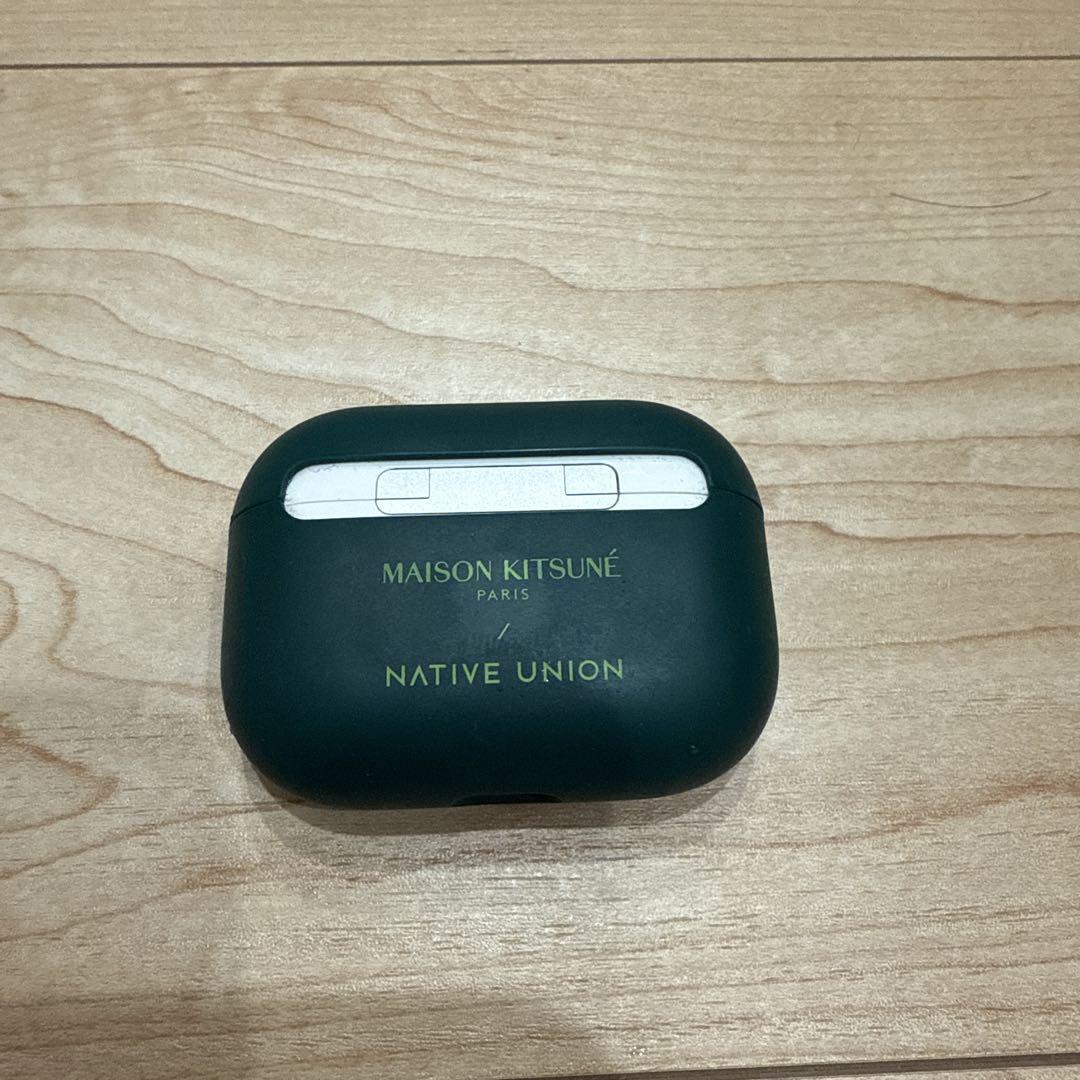 MAISON KITSUNÉ
PARIS
/
NATIVE UNION